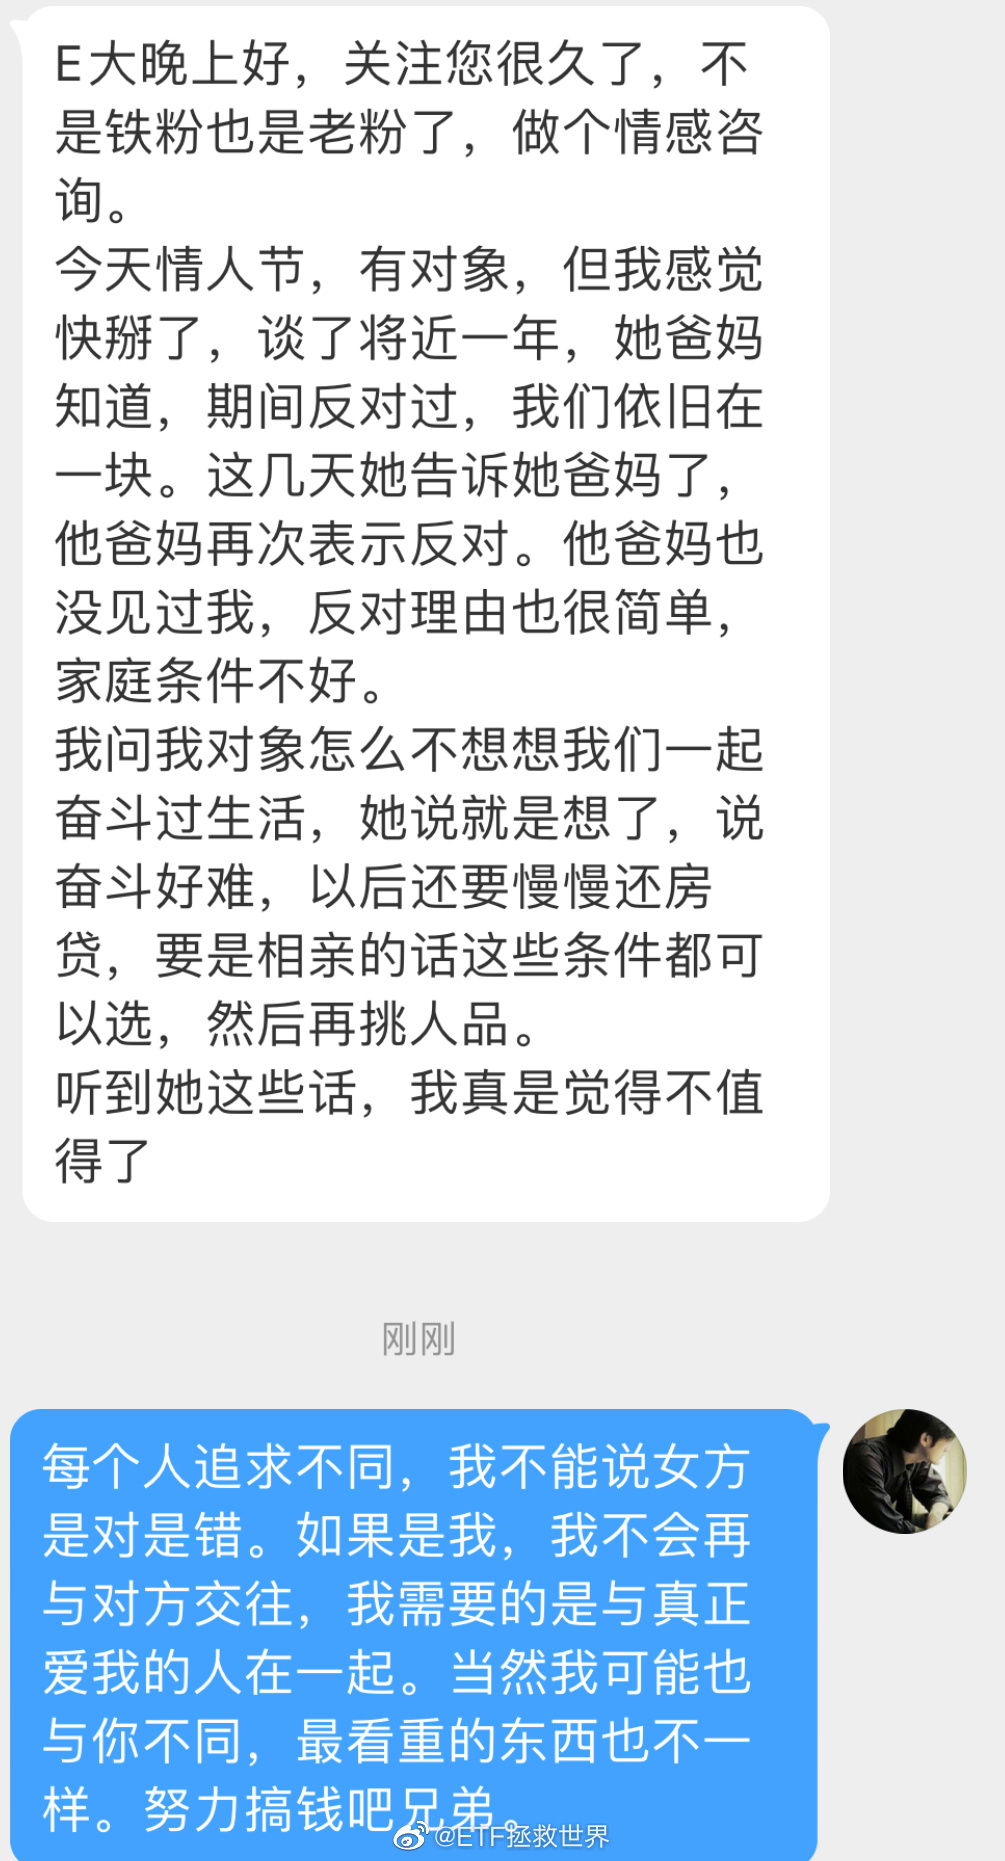 E大晚上好，关注您很久了，不
是铁粉也是老粉了，做个情感咨
询。
今天情人节，有对象，但我感觉
快掰了，谈了将近一年，她爸妈
知道，期间反对过，我们依旧在
一块。这几天她告诉她爸妈了，
他爸妈再次表示反对。他爸妈也
没见过我，反对理由也很简单，
家庭条件不好。
我问我对象怎么不想想我们一起
奋斗过生活，她说就是想了，说
奋斗好难，以后还要慢慢还房
贷，要是相亲的话这些条件都可
以选，然后再挑人品。
听到她这些话，我真是觉得不值
得了
刚刚
每个人追求不同，我不能说女方
是对是错。如果是我，我不会再
与对方交往，我需要的是与真正
爱我的人在一起。当然我可能也
与你不同，最看重的东西也不一
样。努力搞钱吧兄弟。
@ETF拯救世界